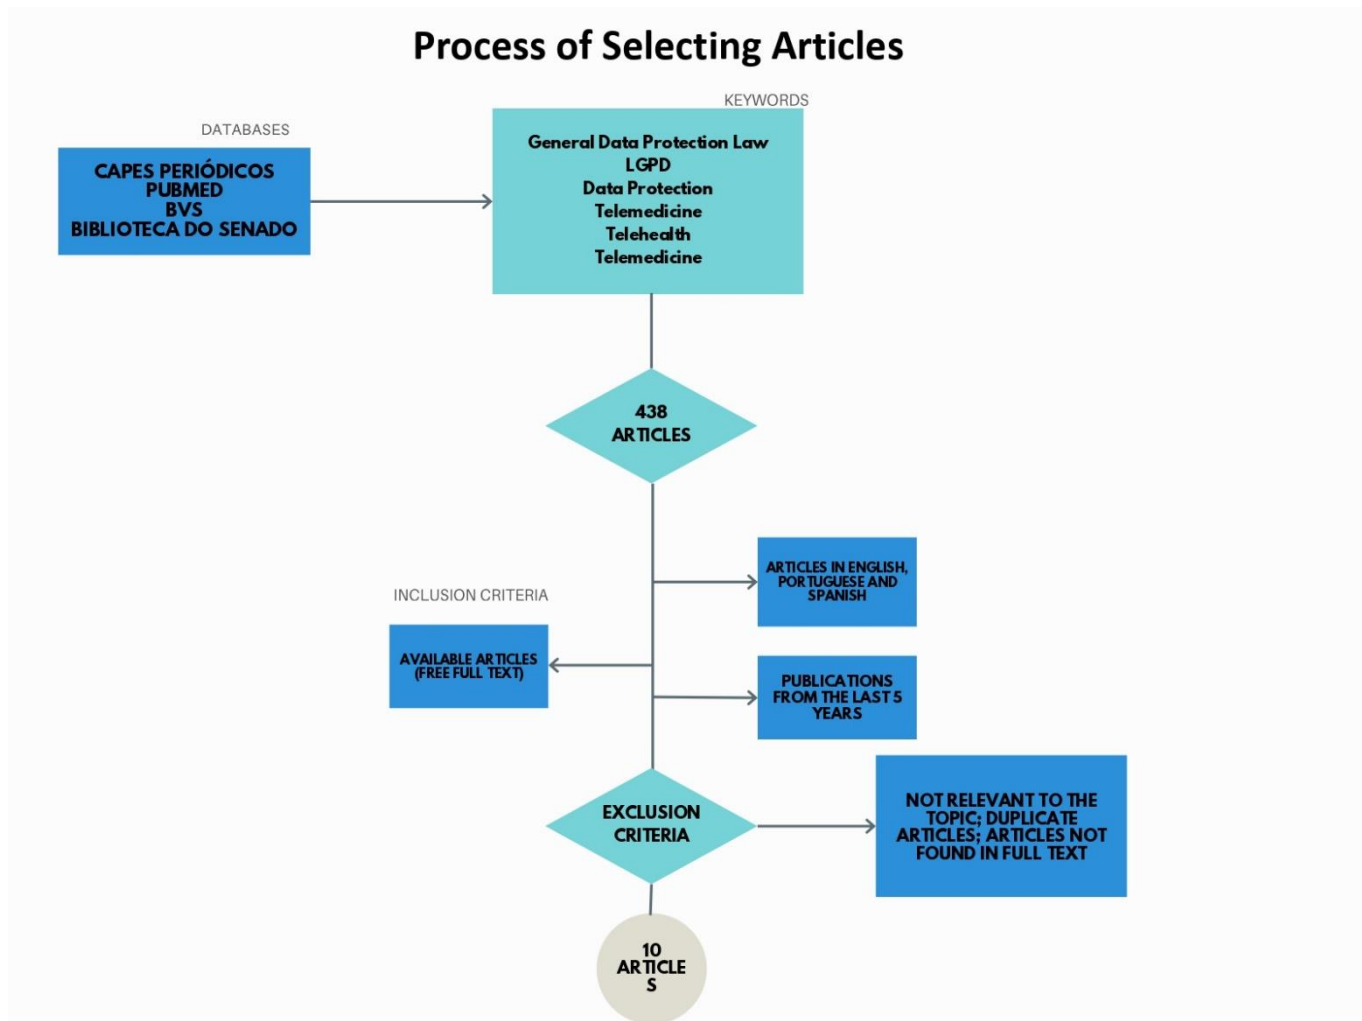 Process of Selecting Articles
KEYWORDS
DATABASES
CAPES PERIÓDICOS
PUBMED
BVS
BIBLIOTECA DO SENADO
General Data Protection Law
LGPD
Data Protection
Telemedicine
Telehealth
Telemedicine
438
ARTICLES
ARTICLES IN ENGLISH,
PORTUGUESE AND
SPANISH
INCLUSION CRITERIA
AVAILABLE ARTICLES
(FREE FULL TEXT)
PUBLICATIONS
FROM THE LAST 5
YEARS
EXCLUSION
CRITERIA
NOT RELEVANT TO THE
TOPIC; DUPLICATE
ARTICLES; ARTICLES NOT
FOUND IN FULL TEXT
10
ARTICLE
S